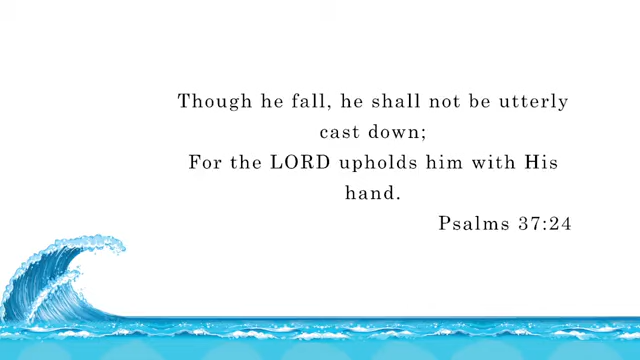 Though he fall, he shall not be utterly
cast down;
For the LORD upholds him with His
hand.
Psalms 37:24